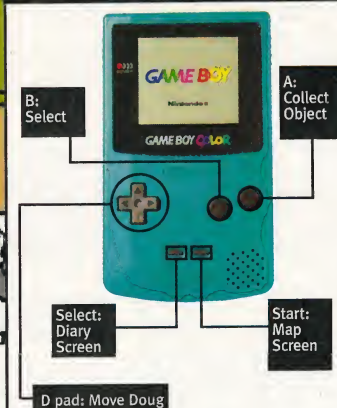 B:
Select
A:
Collect
Object
GAME BOY
Nintendo
GAME BOY COLOR
Select:
Diary
Screen
Start:
Map
Screen
D pad: Move Doug